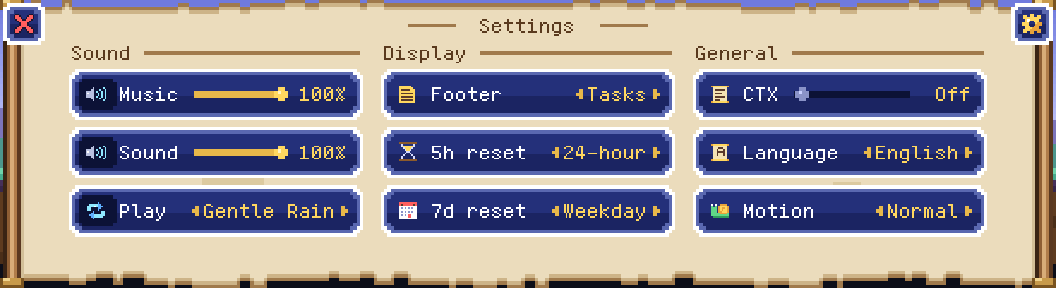 Settings
Sound
Music 100%
Sound 100%
Play Gentle Rain
Display
Footer Tasks
5h reset 24-hour
7d reset Weekday
General
CTX Off
Language English
Motion Normal